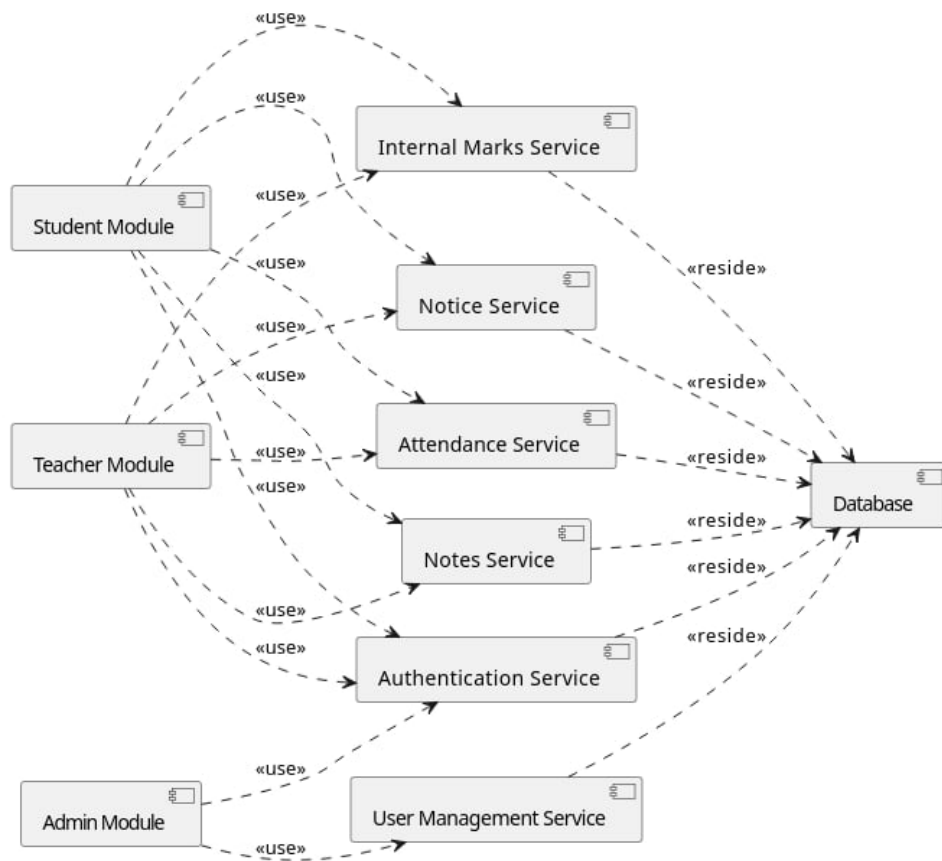 «use»
«use»
Internal Marks Service
«use»
Student Module
«use»
«reside»
Notice Service
«use»
«use»
«reside»
Attendance Service
Teacher Module
«use»
«reside»
«use»
Database
«reside»
Notes Service
«reside»
«use»
«reside»
«use»
Authentication Service
«use»
Admin Module
User Management Service
«use»